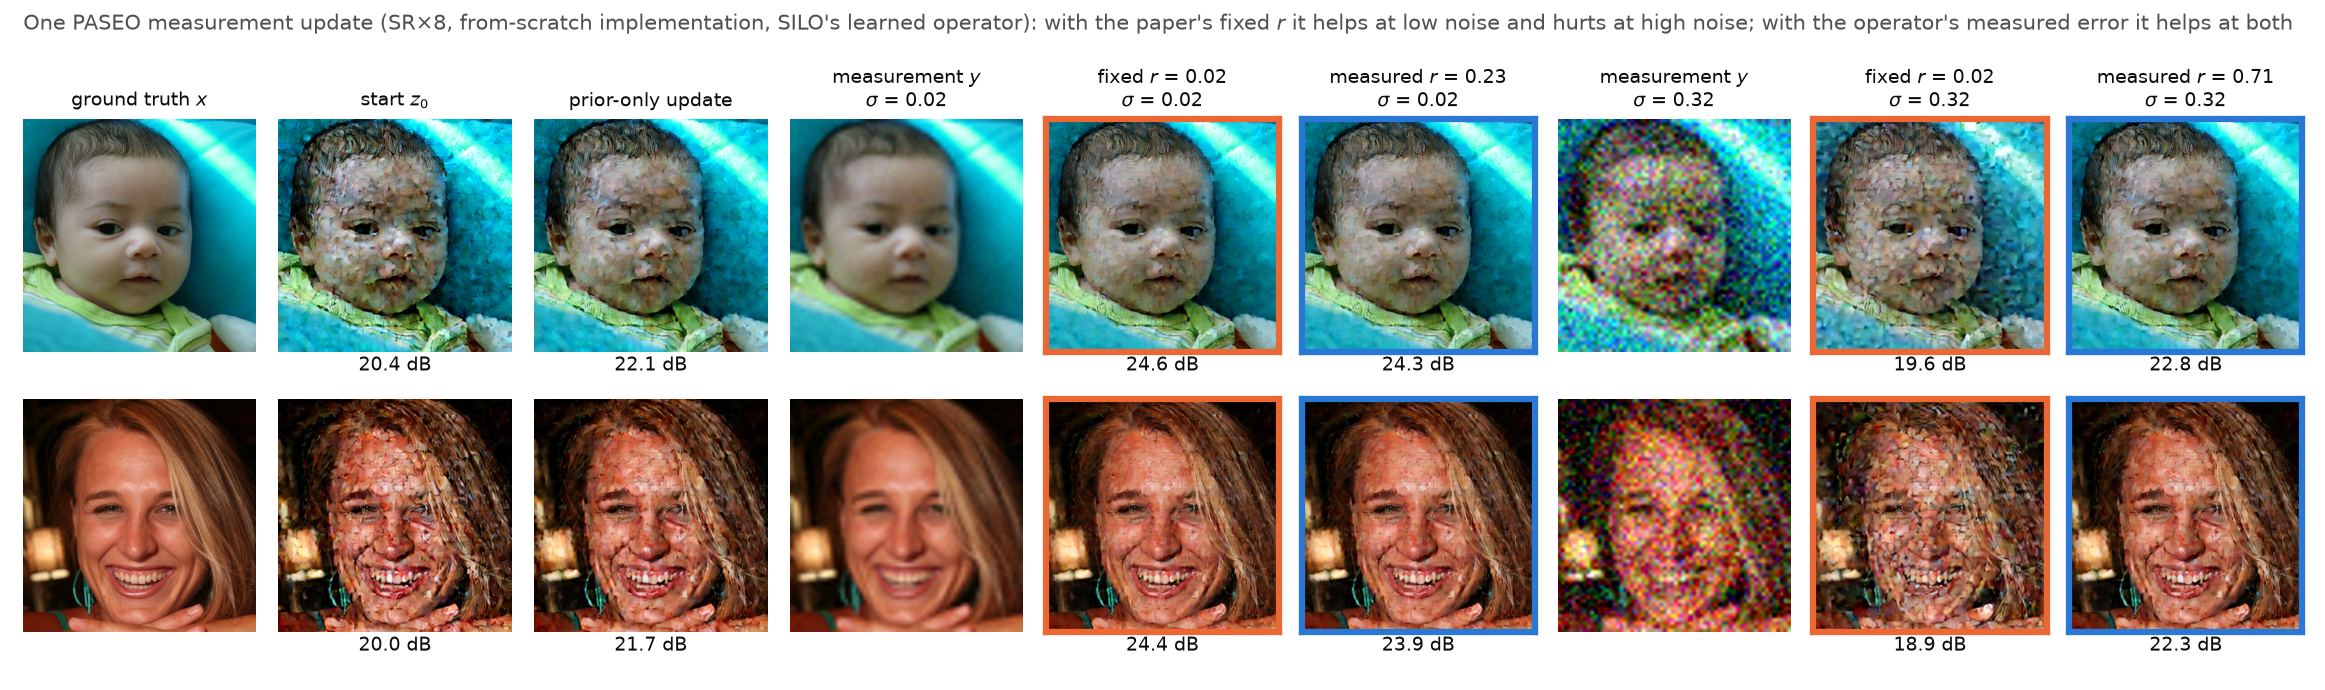 One PASEO measurement update (SR×8, from-scratch implementation, SILO's learned operator): with the paper's fixed r it helps at low noise and hurts at high noise; with the operator's measured error it helps at both
ground truth x
start z₀
prior-only update
measurement y
σ = 0.02
fixed r = 0.02
σ = 0.02
measured r = 0.23
σ = 0.02
measurement y
σ = 0.32
fixed r = 0.02
σ = 0.32
measured r = 0.71
σ = 0.32
20.4 dB
22.1 dB
24.6 dB
24.3 dB
19.6 dB
22.8 dB
20.0 dB
21.7 dB
24.4 dB
23.9 dB
18.9 dB
22.3 dB